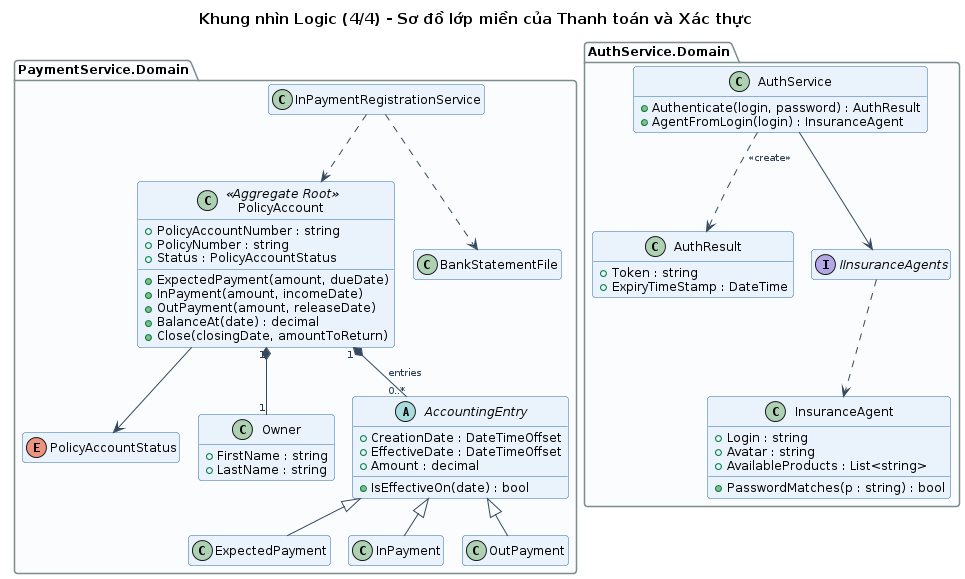 Khung nhìn Logic (4/4) - Sơ đồ lớp miền của Thanh toán và Xác thực
PaymentService.Domain
C InPaymentRegistrationService
C «Aggregate Root»
PolicyAccount
PolicyAccountNumber : string
PolicyNumber : string
Status : PolicyAccountStatus
ExpectedPayment(amount, dueDate)
InPayment(amount, incomeDate)
OutPayment(amount, releaseDate)
BalanceAt(date) : decimal
Close(closingDate, amountToReturn)
C BankStatementFile
1
1
1
entries
0..*
E PolicyAccountStatus
C Owner
FirstName : string
LastName : string
A AccountingEntry
CreationDate : DateTimeOffset
EffectiveDate : DateTimeOffset
Amount : decimal
IsEffectiveOn(date) : bool
C ExpectedPayment
C InPayment
C OutPayment
AuthService.Domain
C AuthService
Authenticate(login, password) : AuthResult
AgentFromLogin(login) : InsuranceAgent
«create»
C AuthResult
Token : string
ExpiryTimeStamp : DateTime
I IInsuranceAgents
C InsuranceAgent
Login : string
Avatar : string
AvailableProducts : List<string>
PasswordMatches(p : string) : bool